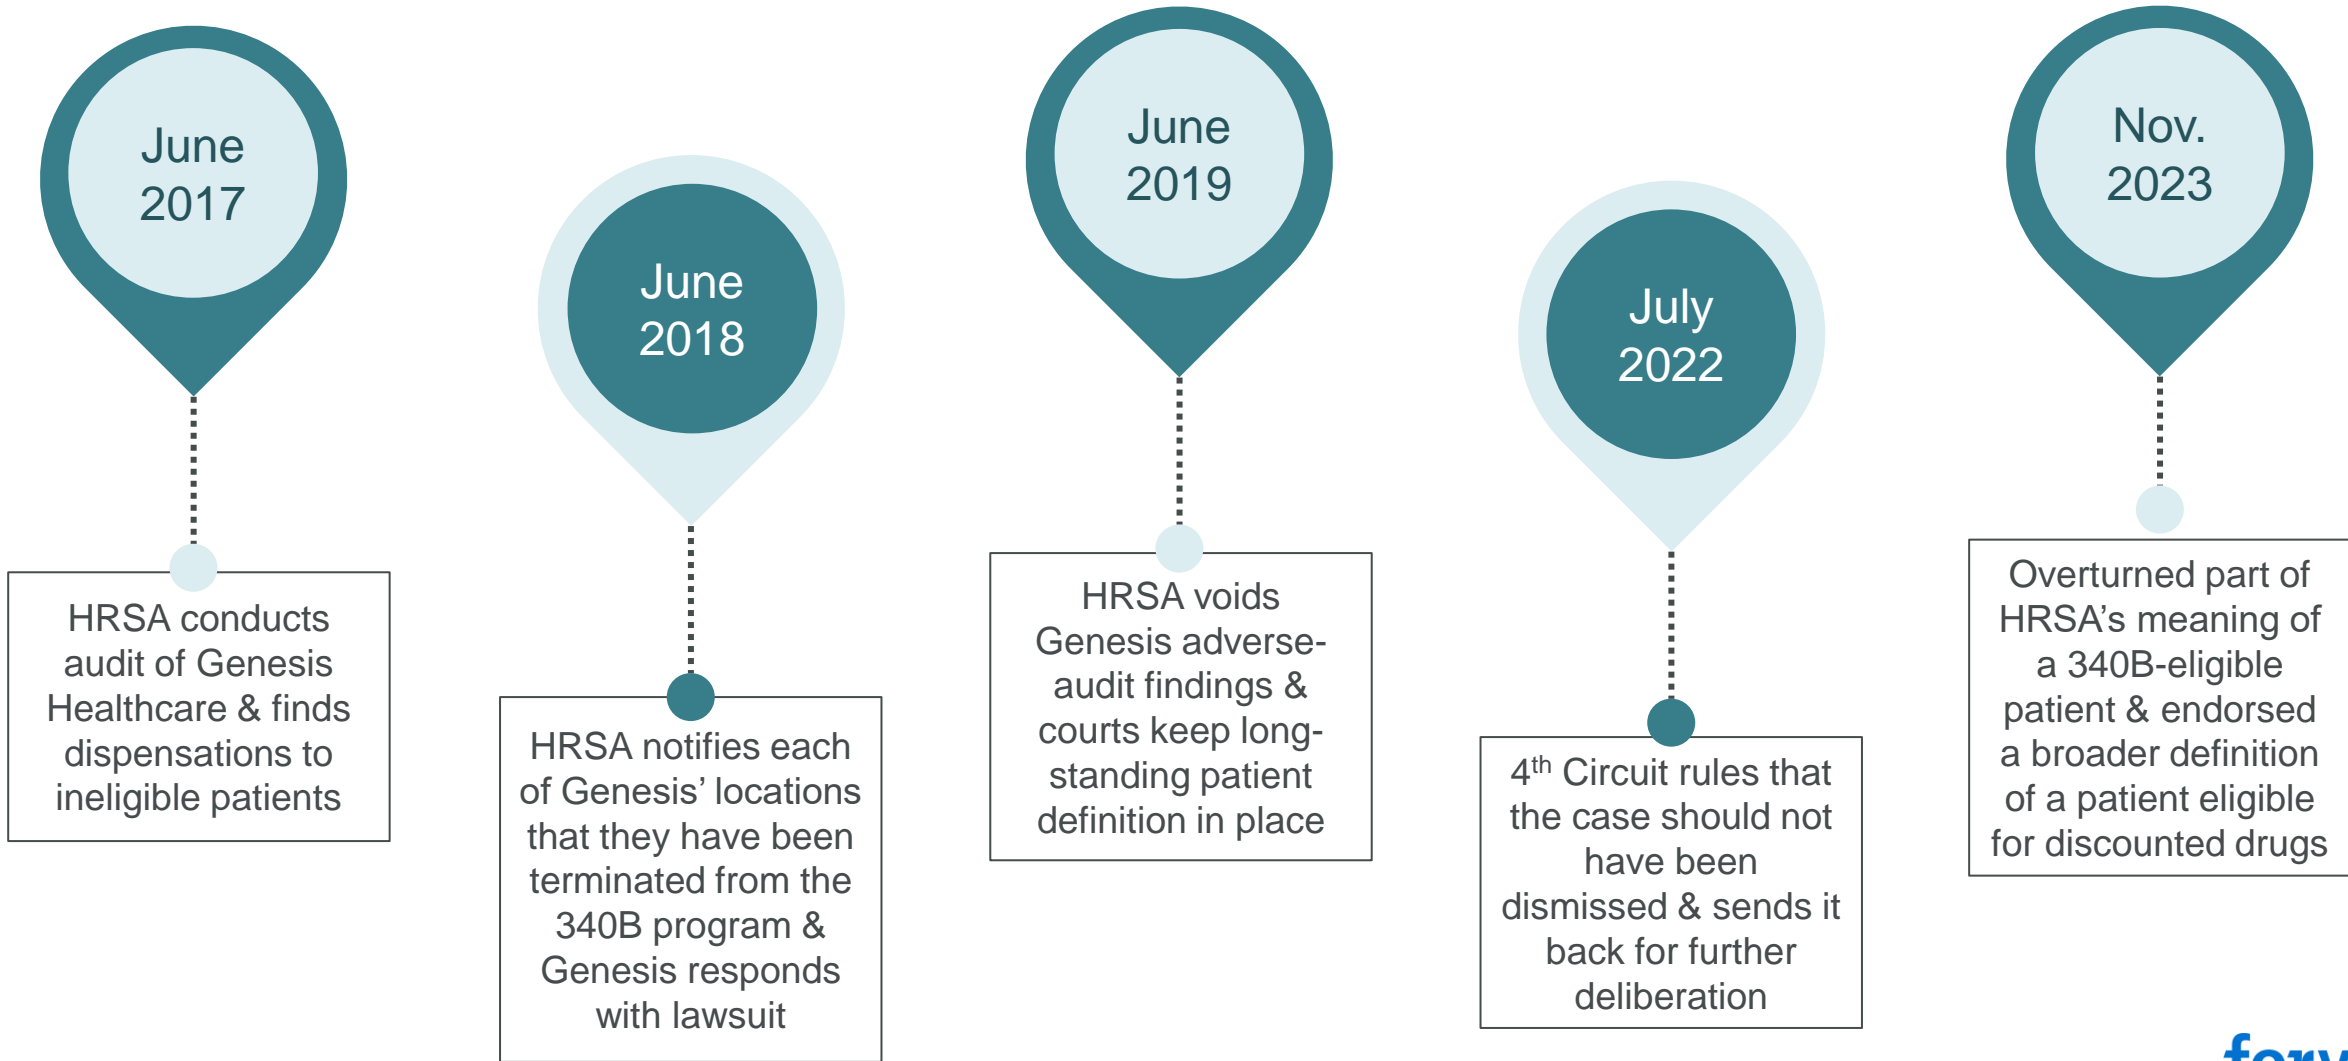 June
2017
HRSA conducts
audit of Genesis
Healthcare & finds
dispensations to
ineligible patients
June
2018
HRSA notifies each
of Genesis’ locations
that they have been
terminated from the
340B program &
Genesis responds
with lawsuit
June
2019
HRSA voids
Genesis adverse-
audit findings &
courts keep long-
standing patient
definition in place
July
2022
4th Circuit rules that
the case should not
have been
dismissed & sends it
back for further
deliberation
Nov.
2023
Overturned part of
HRSA’s meaning of
a 340B-eligible
patient & endorsed
a broader definition
of a patient eligible
for discounted drugs